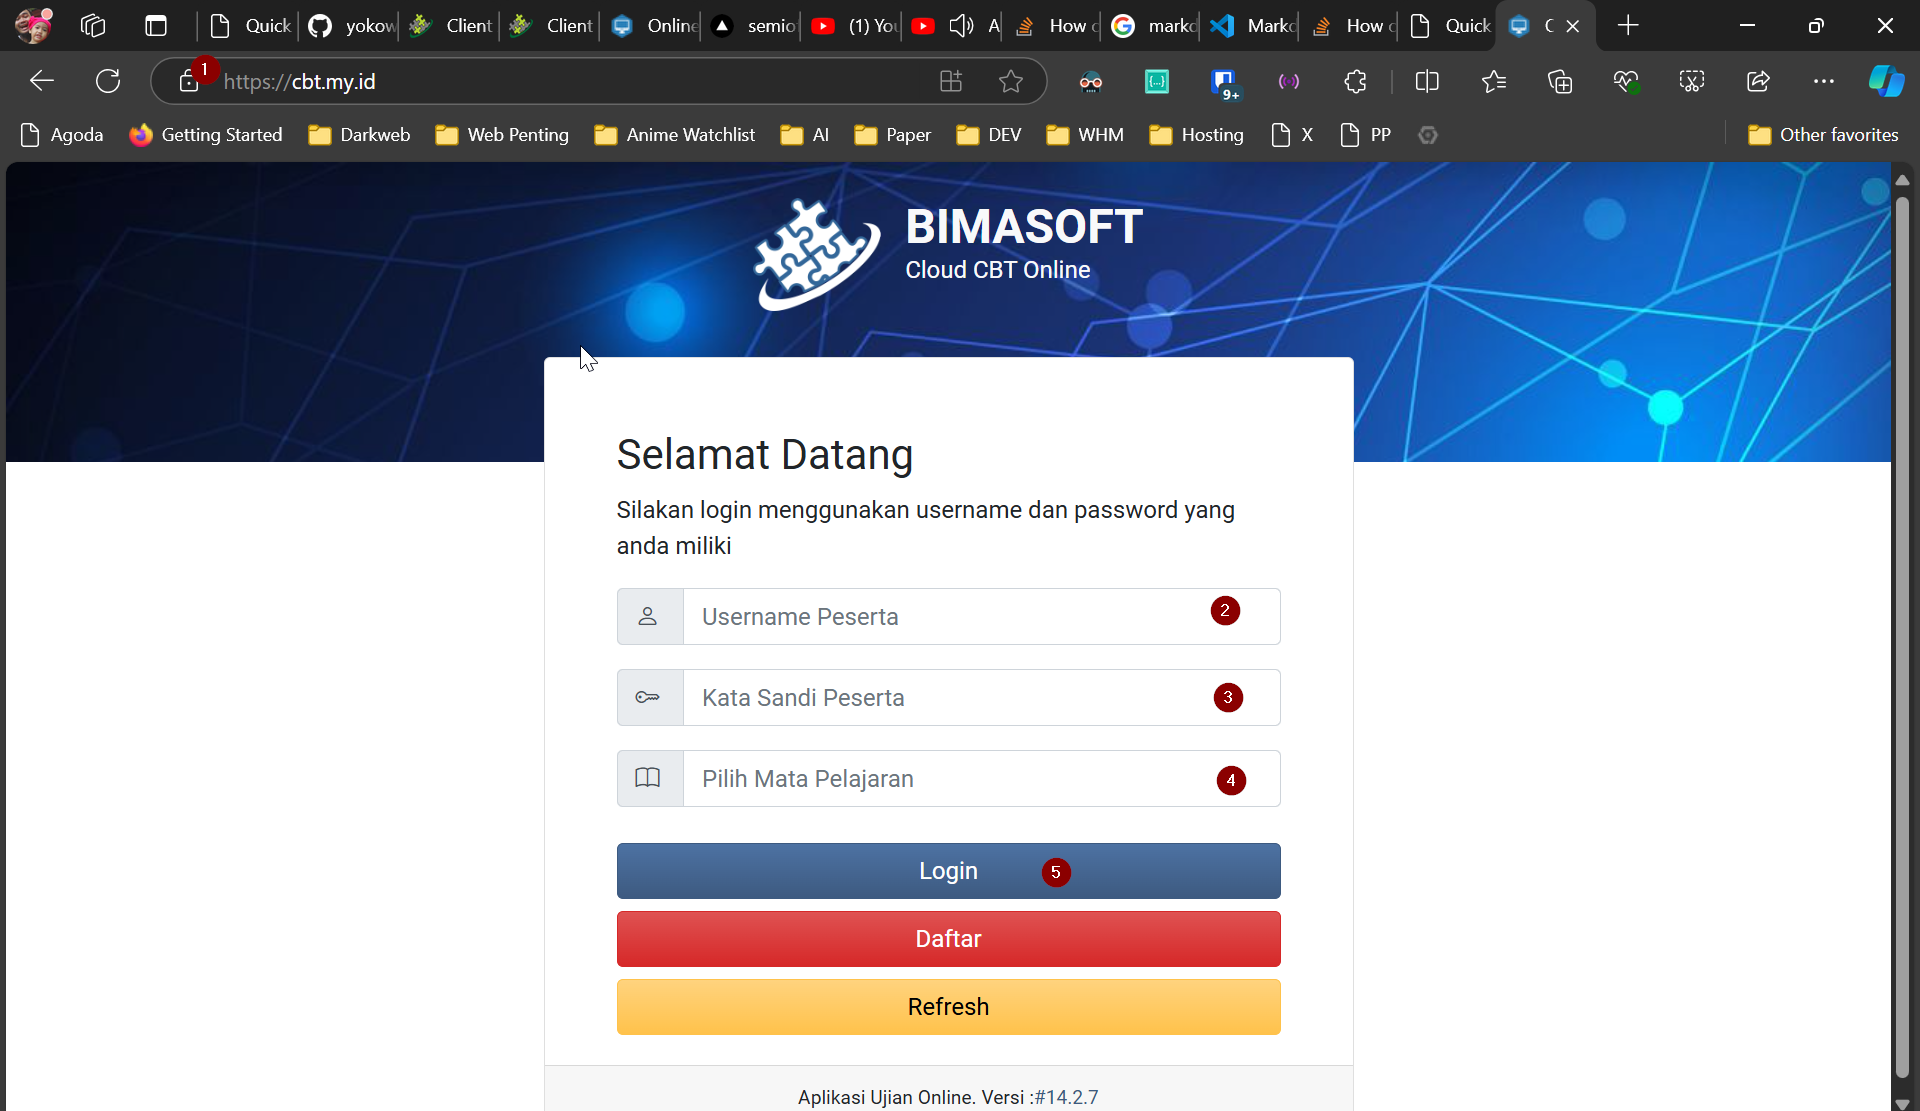 Quick
yokow
Client
Client
Online
semio
(1) You
A
How c
markd
Markd
How c
Quick
C
1
https://cbt.my.id
9+
Agoda
Getting Started
Darkweb
Web Penting
Anime Watchlist
AI
Paper
DEV
WHM
Hosting
X
PP
Other favorites
BIMASOFT
Cloud CBT Online
Selamat Datang
Silakan login menggunakan username dan password yang
anda miliki
Username Peserta
2
Kata Sandi Peserta
3
Pilih Mata Pelajaran
4
Login
5
Daftar
Refresh
Aplikasi Ujian Online. Versi :#14.2.7